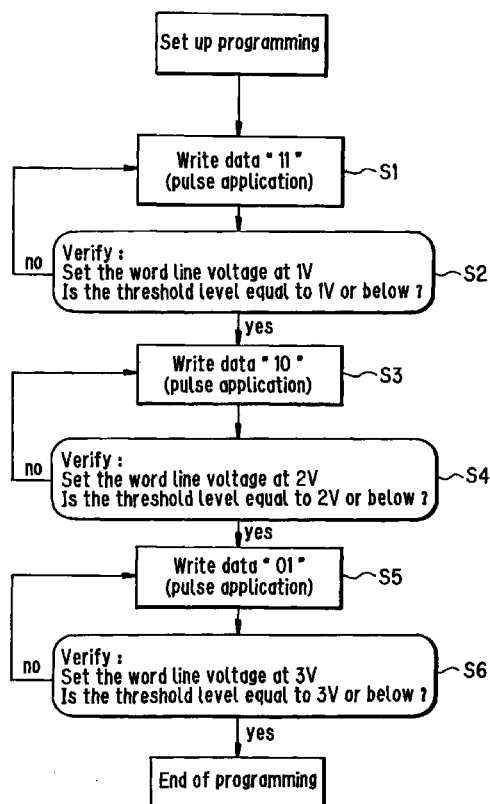 Set up programming
Write data "11"
(pulse application)
S1
Verify :
Set the word line voltage at 1V
Is the threshold level equal to 1V or below ?
S2
no
yes
Write data "10"
(pulse application)
S3
Verify :
Set the word line voltage at 2V
Is the threshold level equal to 2V or below ?
S4
no
yes
Write data "01"
(pulse application)
S5
Verify :
Set the word line voltage at 3V
Is the threshold level equal to 3V or below ?
S6
no
yes
End of programming